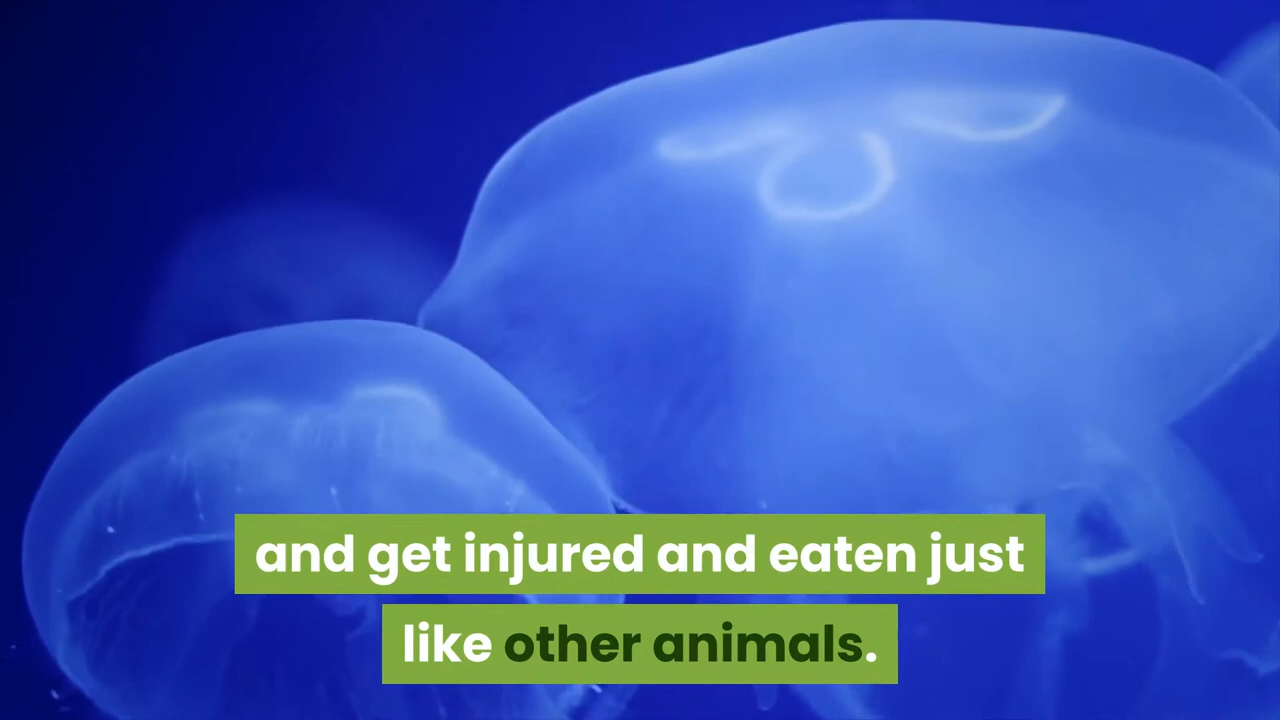 and get injured and eaten just
like other animals.